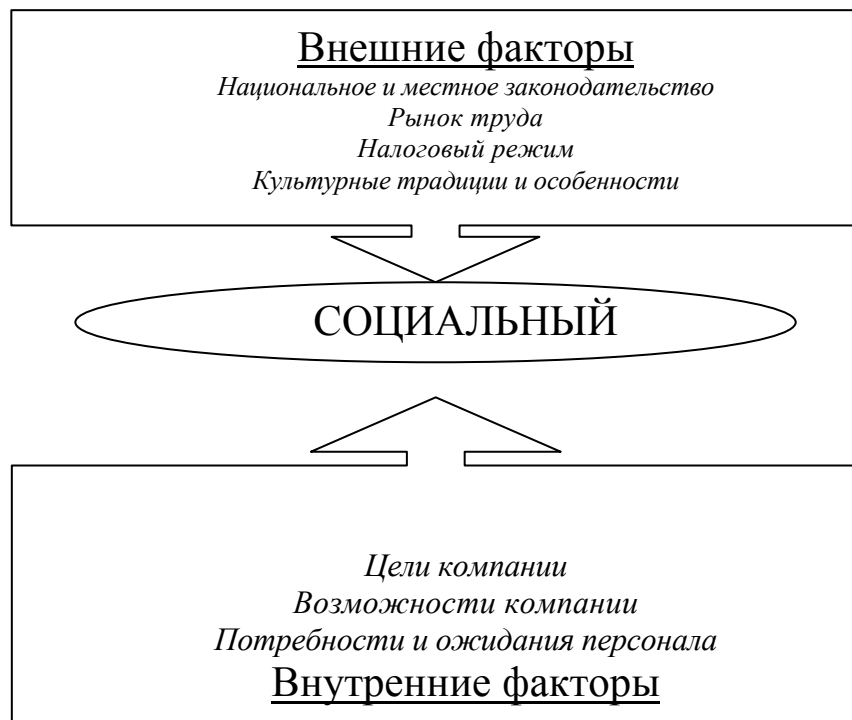 Внешние факторы
Национальное и местное законодательство
Рынок труда
Налоговый режим
Культурные традиции и особенности
СОЦИАЛЬНЫЙ
Цели компании
Возможности компании
Потребности и ожидания персонала
Внутренние факторы